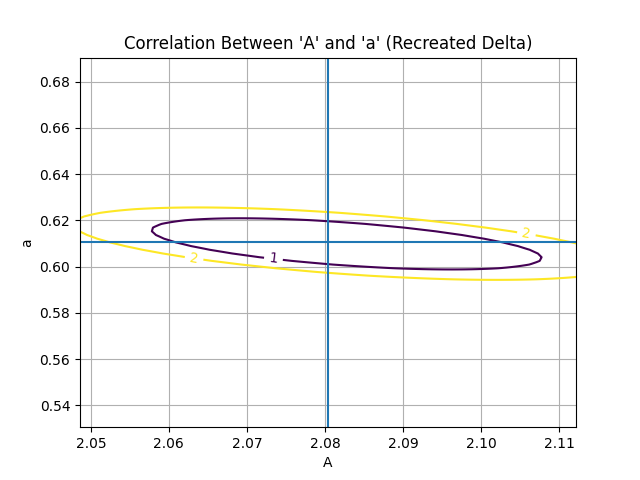 Correlation Between 'A' and 'a' (Recreated Delta)
0.68
0.66
0.64
0.62
0.60
0.58
0.56
0.54
a
2
2
1
2.05 2.06 2.07 2.08 2.09 2.10 2.11
A